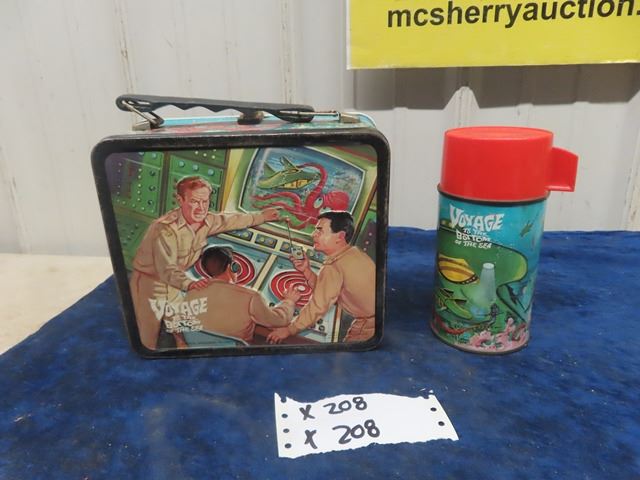 mcsherryauction.
VOYAGE
TO THE
BOTTOM
OF THE SEA
VOYAGE
TO THE
BOTTOM
OF THE SEA
X 208
X 208